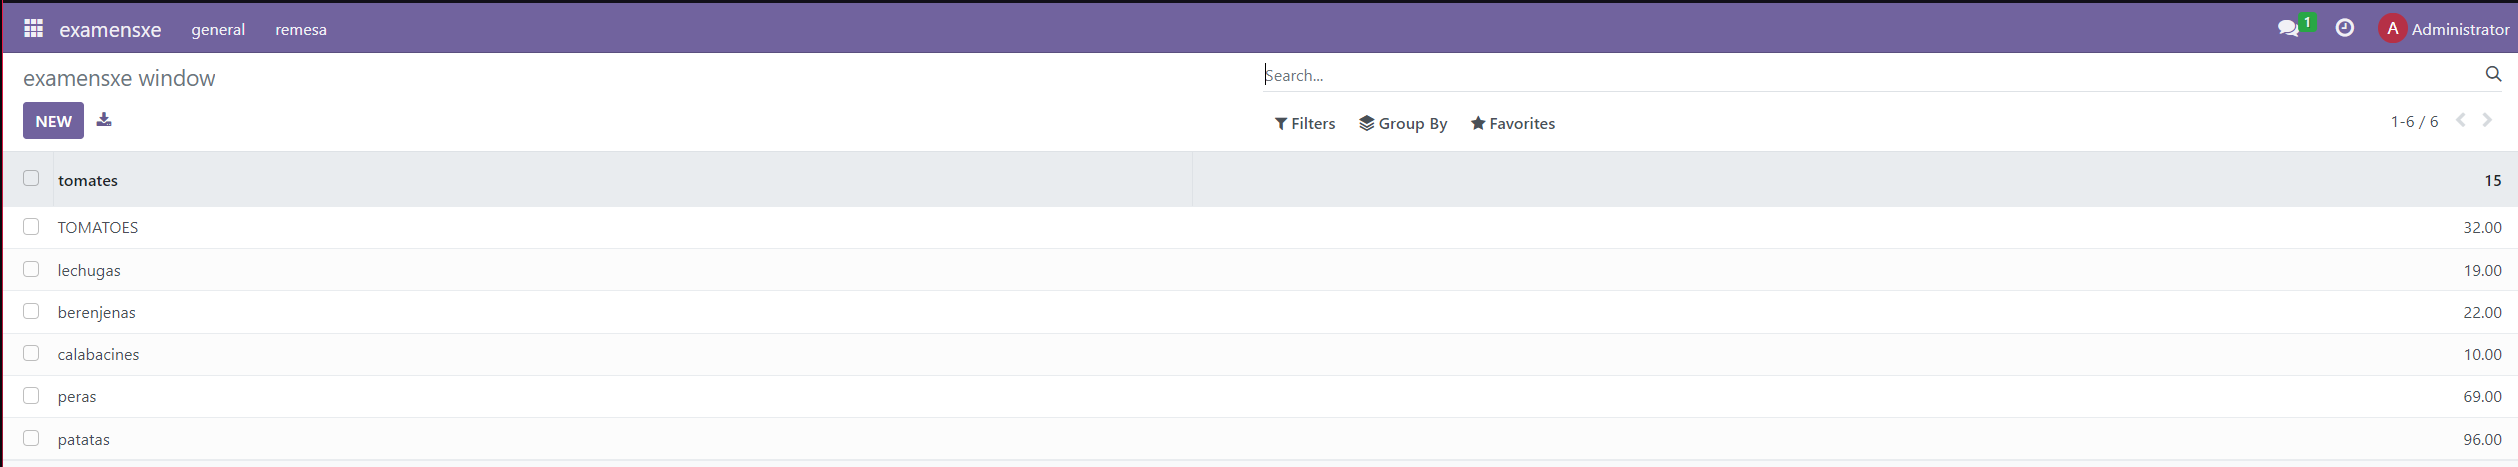 examensxe general remesa 1 A Administrator
examensxe window Search...
NEW Filters Group By Favorites 1-6 / 6
tomates 15
TOMATOES 32.00
lechugas 19.00
berenjenas 22.00
calabacines 10.00
peras 69.00
patatas 96.00